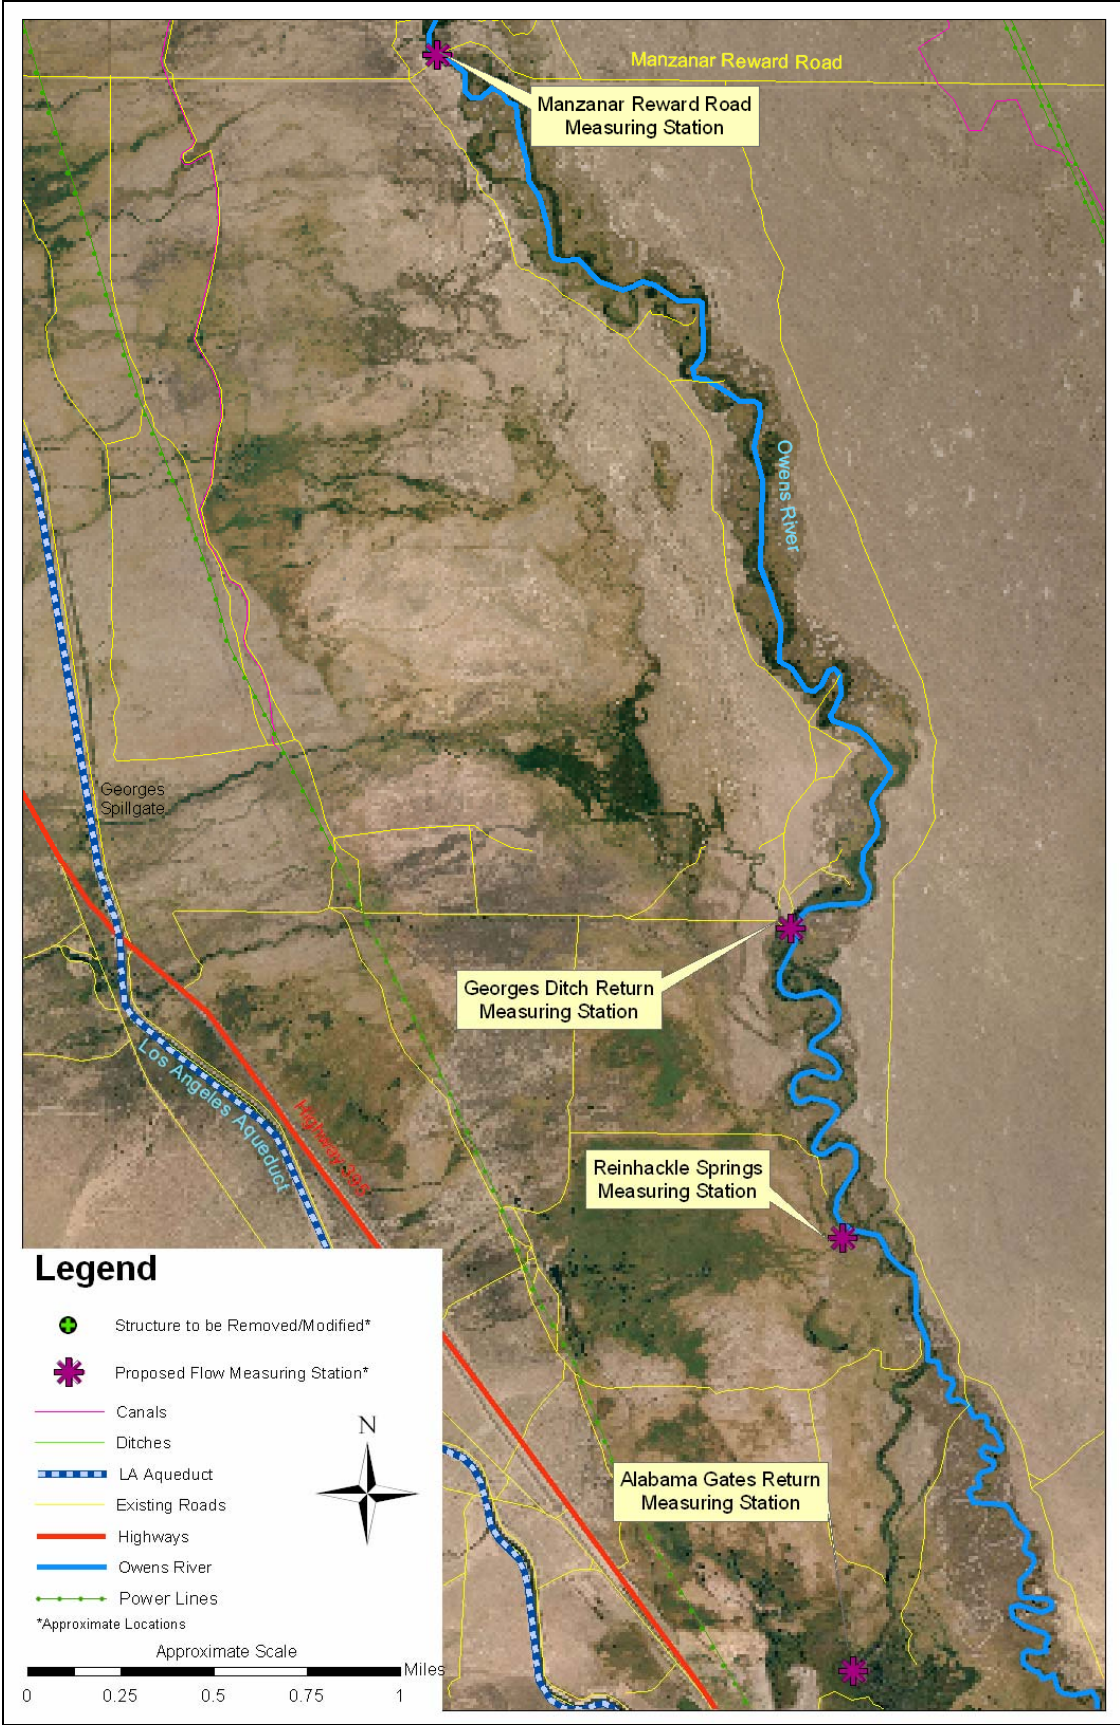 Manzanar Reward Road
Manzanar Reward Road
Measuring Station
Owens River
Georges
Spillgate
Georges Ditch Return
Measuring Station
Los Angeles Aqueduct
Highway 395
Reinhackle Springs
Measuring Station
Alabama Gates Return
Measuring Station
Legend
Structure to be Removed/Modified*
Proposed Flow Measuring Station*
Canals
Ditches
LA Aqueduct
Existing Roads
Highways
Owens River
Power Lines
*Approximate Locations
N
Approximate Scale
Miles
0 0.25 0.5 0.75 1